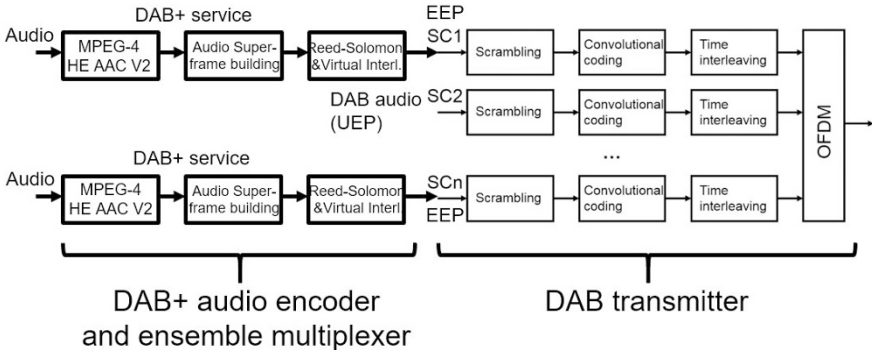 DAB+ service
EEP
Audio
MPEG-4
HE AAC V2
Audio Super-
frame building
Reed-Solomon
&Virtual Interl.
SC1
Scrambling
Convolutional
coding
Time
interleaving
DAB audio
(UEP)
SC2
Scrambling
Convolutional
coding
Time
interleaving
OFDM
...
DAB+ service
Audio
MPEG-4
HE AAC V2
Audio Super-
frame building
Reed-Solomon
&Virtual Interl.
SCn
EEP
Scrambling
Convolutional
coding
Time
interleaving
DAB+ audio encoder
and ensemble multiplexer
DAB transmitter